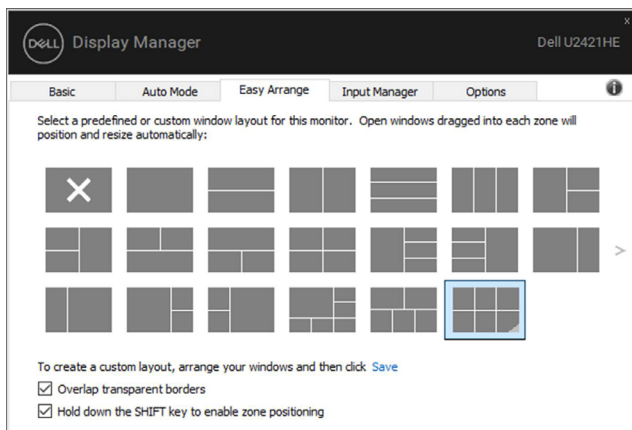 x
DELL Display Manager Dell U2421HE
Basic Auto Mode Easy Arrange Input Manager Options i
Select a predefined or custom window layout for this monitor. Open windows dragged into each zone will
position and resize automatically:
>
To create a custom layout, arrange your windows and then click Save
Overlap transparent borders
Hold down the SHIFT key to enable zone positioning